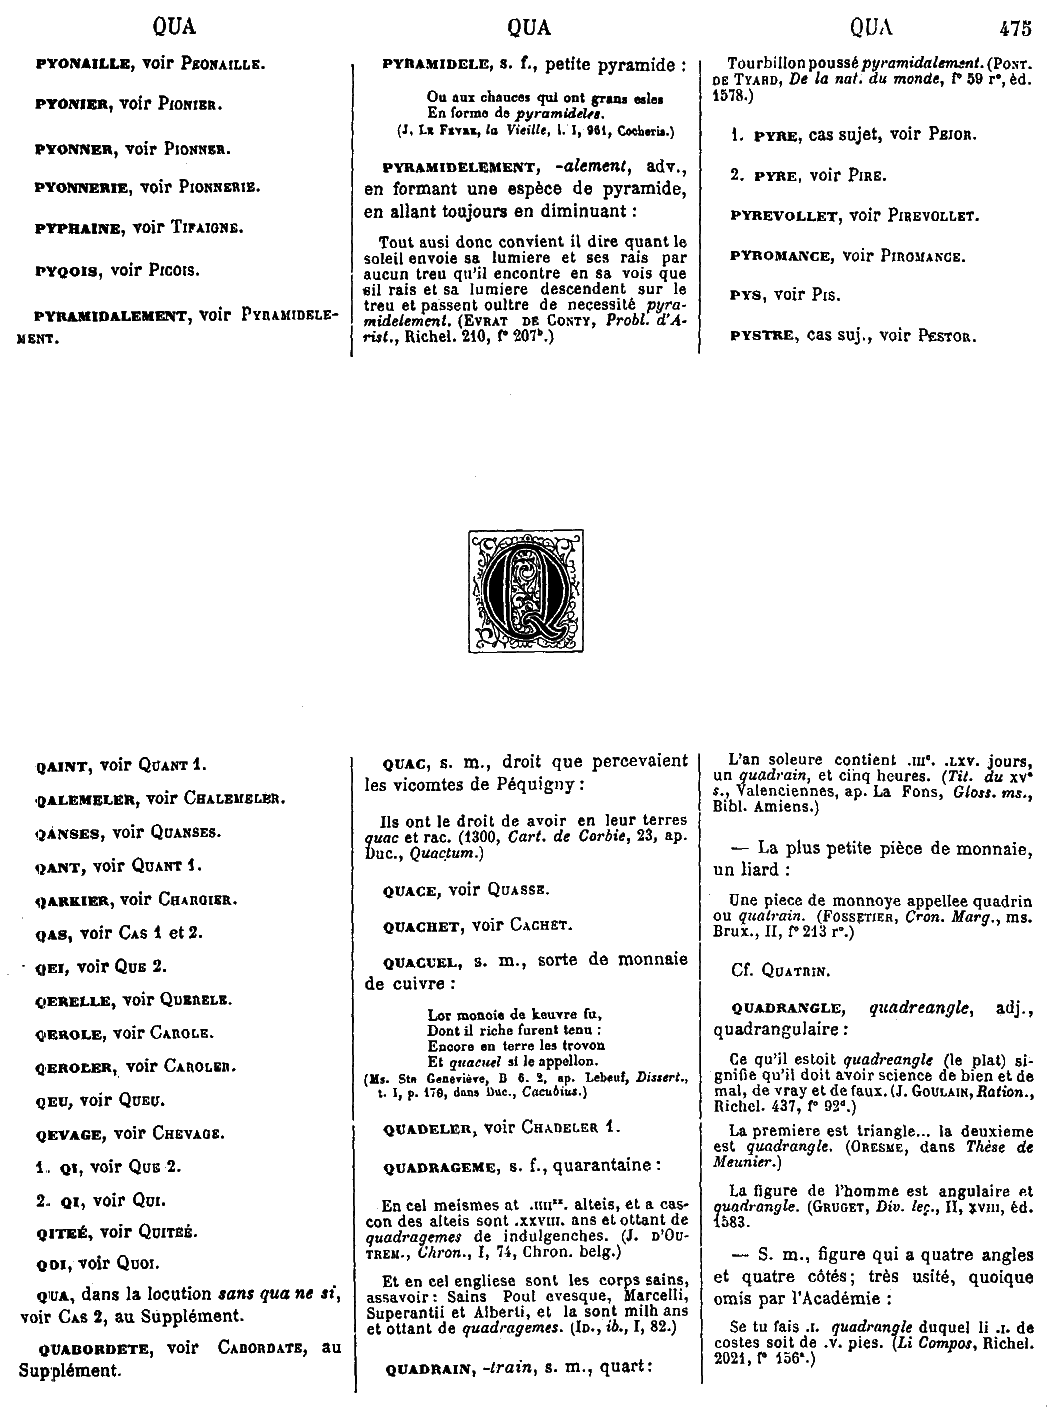 QUA QUA QUA 475
PYONAILLE, voir PEONAILLE.
PYONIER, voir PIONIER.
PYONNER, voir PIONNER.
PYONNERIE, voir PIONNERIE.
PYPHAINE, voir TIFAIGNE.
PYQOIS, voir PICOIS.
PYRAMIDALEMENT, voir PYRAMIDELE-
MENT.
PYRAMIDELE, s. f., petite pyramide :
Ou aux chances qui ont grans esles
En forme de pyramideles.
(J. LE FEVRE, la Vieille, l. I, 961, Cocheris.)
PYRAMIDELEMENT, -alement, adv.,
en formant une espèce de pyramide,
en allant toujours en diminuant :
Tout ausi donc convient il dire quant le
soleil envoie sa lumiere et ses rais par
aucun treu qu'il encontre en sa vois que
sil rais et sa lumiere descendent sur le
treu et passent oultre de necessité pyra-
midelement. (EVRAT DE CONTY, Probl. d'A-
rist., Richel. 210, f° 207b.)
Tourbillon poussé pyramidalement. (PONT.
DE TYARD, De la nat. du monde, f° 59 r°, éd.
1578.)
1. PYRE, cas sujet, voir PEJOR.
2. PYRE, voir PIRE.
PYREVOLLET, voir PIREVOLLET.
PYROMANCE, voir PIROMANCE.
PYS, voir PIS.
PYSTRE, cas suj., voir PESTOR.
Q
QAINT, voir QUANT 1.
QALEMELER, voir CHALEMELER.
QANSES, voir QUANSES.
QANT, voir QUANT 1.
QARKIER, voir CHARGIER.
QAS, voir CAS 1 et 2.
QEI, voir QUE 2.
QERELLE, voir QUERELE.
QEROLE, voir CAROLE.
QEROLER, voir CAROLER.
QEU, voir QUEU.
QEVAGE, voir CHEVAGE.
1. QI, voir QUE 2.
2. QI, voir QUI.
QITEÉ, voir QUITEÉ.
QOI, voir QUOI.
QUA, dans la locution sans qua ne si,
voir CAS 2, au Supplément.
QUABORDETE, voir CABORDATE, au
Supplément.
QUAC, s. m., droit que percevaient
les vicomtes de Péquigny :
Ils ont le droit de avoir en leur terres
quac et rac. (1300, Cart. de Corbie, 23, ap.
Duc., Quactum.)
QUACE, voir QUASSE.
QUACHET, voir CACHET.
QUACUEL, s. m., sorte de monnaie
de cuivre :
Lor monoie de keuvre fu,
Dont il riche furent tenu :
Encore en terre les trovon
Et quacuel si le appellon.
(Ms. Ste Geneviève, B 6. 2, ap. Lebeuf, Dissert.,
t. I, p. 176, dans Duc., Cacubius.)
QUADELER, voir CHADELER 1.
QUADRAGEME, s. f., quarantaine :
En cel meismes at .IIIIxx. alteis, et a cas-
con des alteis sont .XXVIII. ans et ottant de
quadragemes de indulgenches. (J. D'OU-
TREM., Chron., I, 74, Chron. belg.)
Et en cel engliese sont les corps sains,
assavoir : Sains Poul evesque, Marcelli,
Superantii et Alberti, et la sont milh ans
et ottant de quadragemes. (ID., ib., I, 82.)
QUADRAIN, -train, s. m., quart :
L'an soleure contient .IIIc. .LXV. jours,
un quadrain, et cinq heures. (Tit. du XVe
s., Valenciennes, ap. La Fons, Gloss. ms.,
Bibl. Amiens.)
— La plus petite pièce de monnaie,
un liard :
Une piece de monnoye appellee quadrin
ou quatrain. (FOSSETIER, Cron. Marg., ms.
Brux., II, f° 213 r°.)
Cf. QUATRIN.
QUADRANGLE, quadreangle, adj.,
quadrangulaire :
Ce qu'il estoit quadreangle (le plat) si-
gnifie qu'il doit avoir science de bien et de
mal, de vray et de faux. (J. GOULAIN, Ration.,
Richel. 437, f° 92d.)
La premiere est triangle... la deuxieme
est quadrangle. (ORESME, dans Thèse de
Meunier.)
La figure de l'homme est angulaire et
quadrangle. (GRUGET, Div. leç., II, XVIII, éd.
1583.
— S. m., figure qui a quatre angles
et quatre côtés; très usité, quoique
omis par l'Académie :
Se tu fais .I. quadrangle duquel li .I. de
costes soit de .V. pies. (Li Compos, Richel.
2021, f° 156a.)